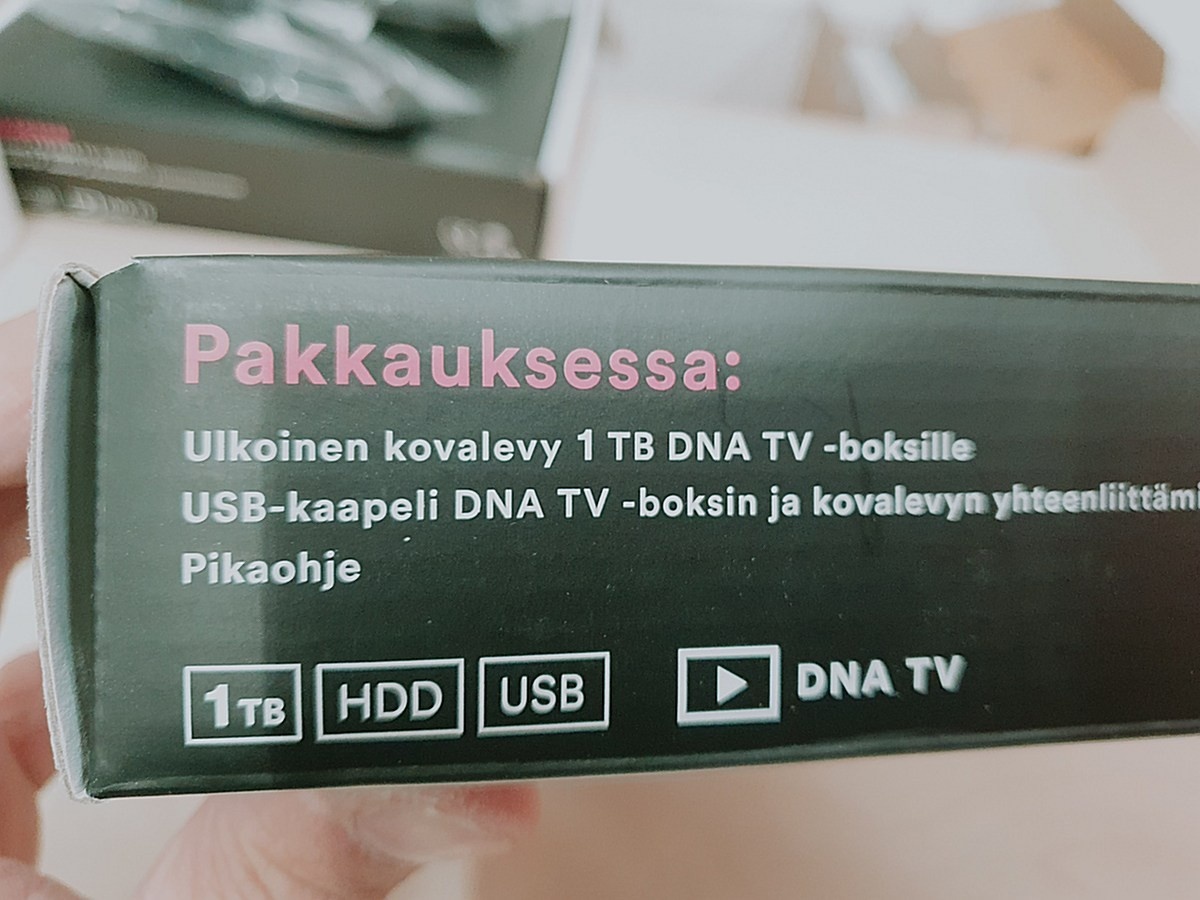 Pakkauksessa:
Ulkoinen kovalevy 1 TB DNA TV -boksille
USB-kaapeli DNA TV -boksin ja kovalevyn yhteenliittämi
Pikaohje
1TB HDD USB DNA TV